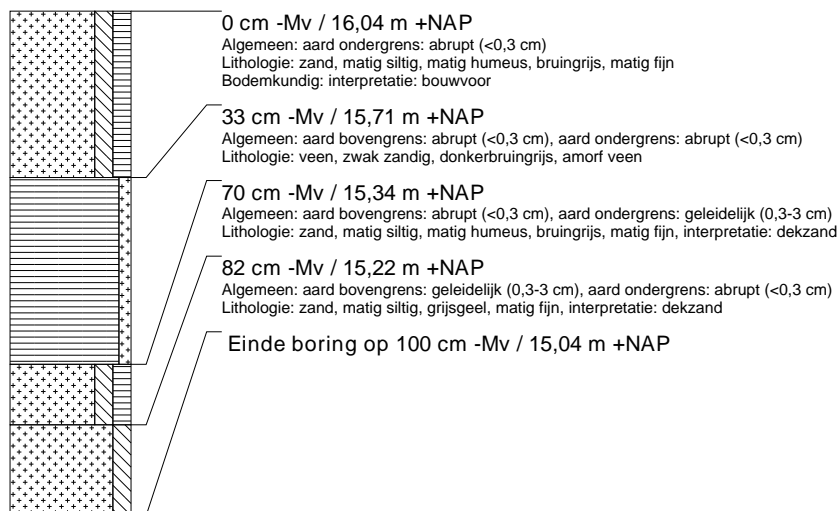 0 cm -Mv / 16,04 m +NAP
Algemeen: aard ondergrens: abrupt (<0,3 cm)
Lithologie: zand, matig siltig, matig humeus, bruingrijs, matig fijn
Bodemkundig: interpretatie: bouwvoor
33 cm -Mv / 15,71 m +NAP
Algemeen: aard bovengrens: abrupt (<0,3 cm), aard ondergrens: abrupt (<0,3 cm)
Lithologie: veen, zwak zandig, donkerbruingrijs, amorf veen
70 cm -Mv / 15,34 m +NAP
Algemeen: aard bovengrens: abrupt (<0,3 cm), aard ondergrens: geleidelijk (0,3-3 cm)
Lithologie: zand, matig siltig, matig humeus, bruingrijs, matig fijn, interpretatie: dekzand
82 cm -Mv / 15,22 m +NAP
Algemeen: aard bovengrens: geleidelijk (0,3-3 cm), aard ondergrens: abrupt (<0,3 cm)
Lithologie: zand, matig siltig, grijsgeel, matig fijn, interpretatie: dekzand
Einde boring op 100 cm -Mv / 15,04 m +NAP